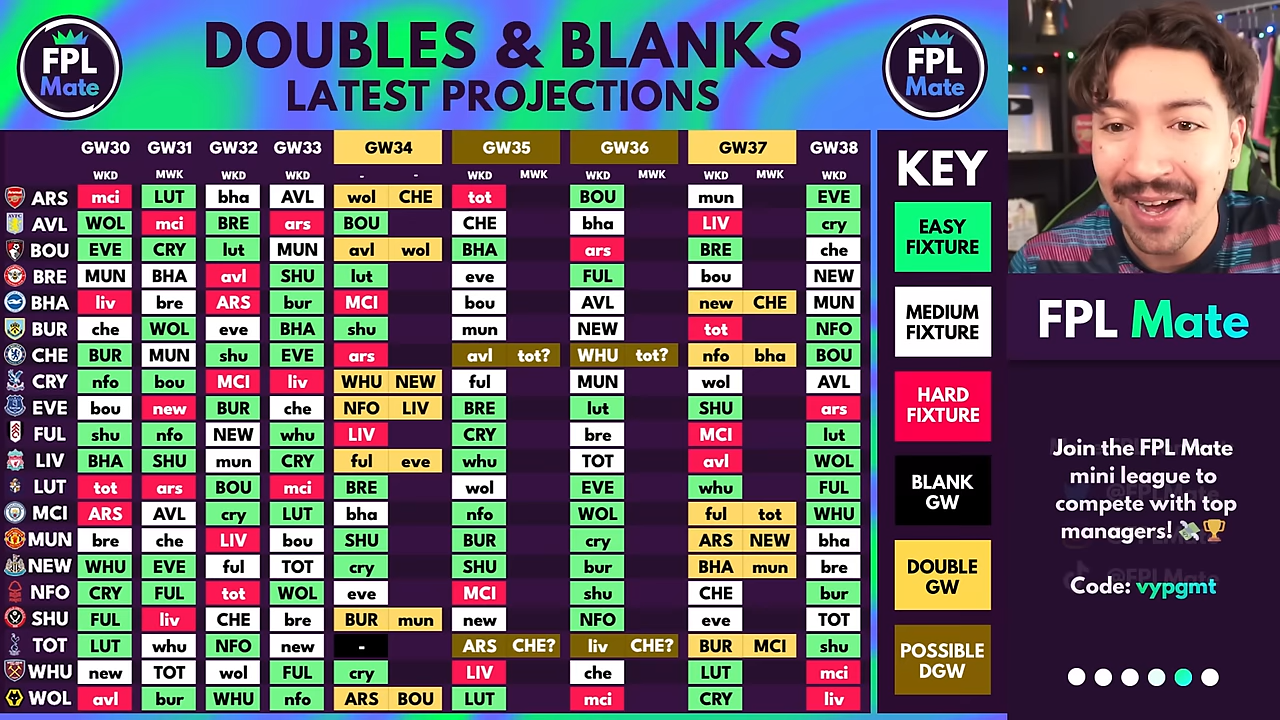 FPL
Mate
DOUBLES & BLANKS
LATEST PROJECTIONS
FPL
Mate
GW30 GW31 GW32 GW33 GW34 GW35 GW36 GW37 GW38
WKD MWK WKD WKD - - WKD MWK WKD MWK WKD MWK WKD
ARS mci LUT bha AVL wol CHE tot BOU mun EVE
AVL WOL mci BRE ars BOU CHE bha LIV cry
BOU EVE CRY lut MUN avl wol BHA ars BRE che
BRE MUN BHA avl SHU lut eve FUL bou NEW
BHA liv bre ARS bur MCI bou AVL new CHE MUN
BUR che WOL eve BHA shu mun NEW tot NFO
CHE BUR MUN shu EVE ars avl tot? WHU tot? nfo bha BOU
CRY nfo bou MCI liv WHU NEW ful MUN wol AVL
EVE bou new BUR che NFO LIV BRE lut SHU ars
FUL shu nfo NEW whu LIV CRY bre MCI lut
LIV BHA SHU mun CRY ful eve whu TOT avl WOL
LUT tot ars BOU mci BRE wol EVE whu FUL
MCI ARS AVL cry LUT bha nfo WOL ful tot WHU
MUN bre che LIV bou SHU BUR cry ARS NEW bha
NEW WHU EVE ful TOT cry SHU bur BHA mun bre
NFO CRY FUL tot WOL eve MCI shu CHE bur
SHU FUL liv CHE bre BUR mun new NFO eve TOT
TOT LUT whu NFO new - ARS CHE? liv CHE? BUR MCI shu
WHU new TOT wol FUL cry LIV che LUT mci
WOL avl bur WHU nfo ARS BOU LUT mci CRY liv
KEY
EASY
FIXTURE
MEDIUM
FIXTURE
HARD
FIXTURE
BLANK
GW
DOUBLE
GW
POSSIBLE
DGW
FPL Mate
Join the FPL Mate
mini league to
compete with top
managers! 💸🏆
Code: vypgmt